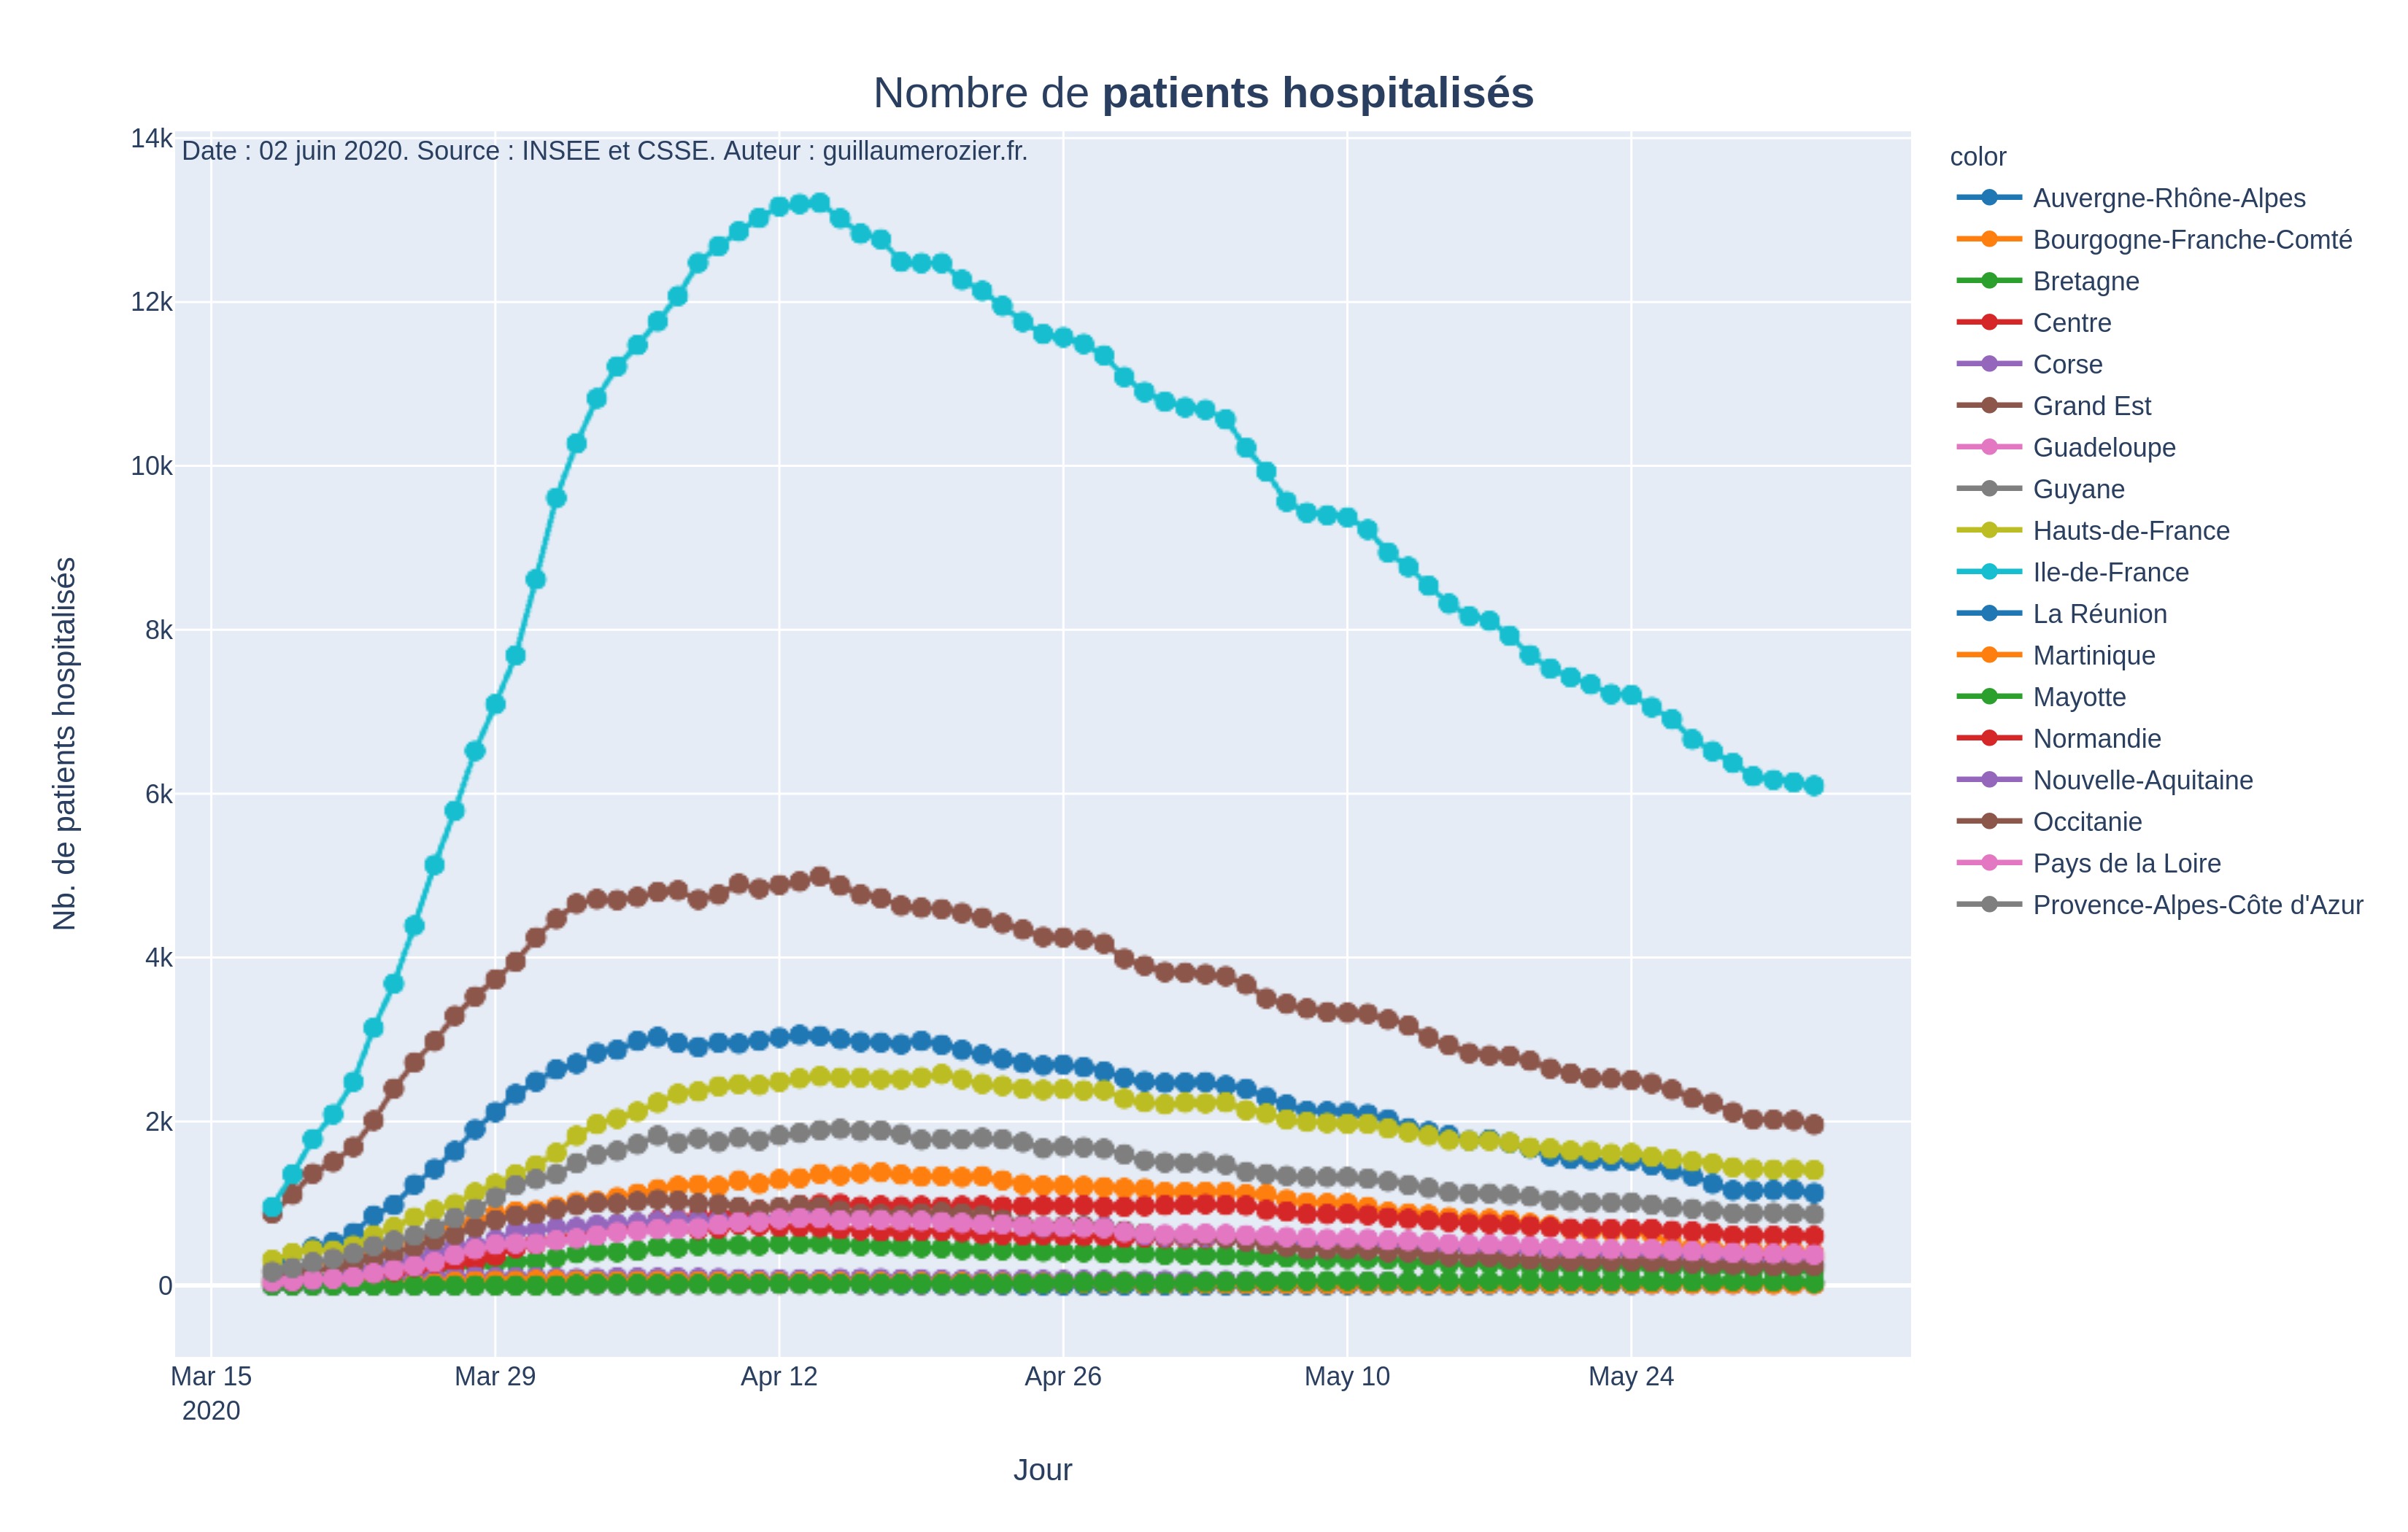 Nombre de patients hospitalisés
Date : 02 juin 2020. Source : INSEE et CSSE. Auteur : guillaumerozier.fr.
14k
12k
10k
8k
6k
4k
2k
0
Nb. de patients hospitalisés
Mar 15
2020
Mar 29
Apr 12
Apr 26
May 10
May 24
Jour
color
Auvergne-Rhône-Alpes
Bourgogne-Franche-Comté
Bretagne
Centre
Corse
Grand Est
Guadeloupe
Guyane
Hauts-de-France
Ile-de-France
La Réunion
Martinique
Mayotte
Normandie
Nouvelle-Aquitaine
Occitanie
Pays de la Loire
Provence-Alpes-Côte d'Azur